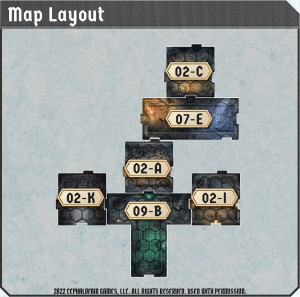 Map Layout
02-C
07-E
02-A
02-K
02-I
09-B
2022 CEPHALOFAIR GAMES, LLC. ALL RIGHTS RESERVED. USED WITH PERMISSION.